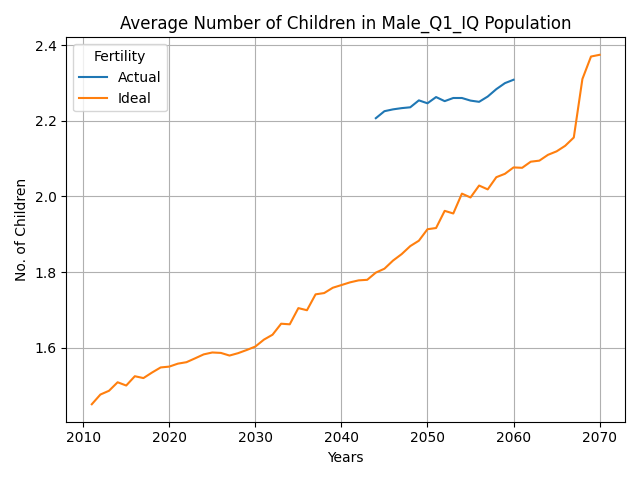 Average Number of Children in Male_Q1_IQ Population
Fertility
Actual
Ideal
No. of Children
2.4
2.2
2.0
1.8
1.6
2010 2020 2030 2040 2050 2060 2070
Years